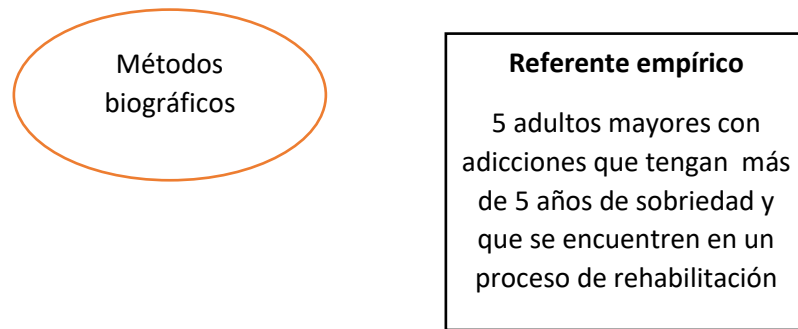 Métodos
biográficos
Referente empírico
5 adultos mayores con
adicciones que tengan  más
de 5 años de sobriedad y
que se encuentren en un
proceso de rehabilitación